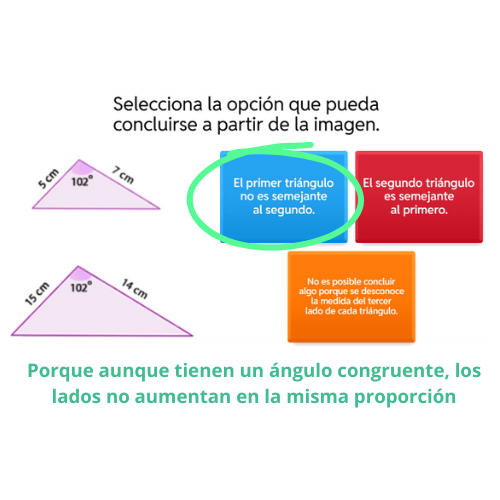 Selecciona la opción que pueda
concluirse a partir de la imagen.
5 cm
7 cm
102°
El primer triángulo
no es semejante
al segundo.
El segundo triángulo
es semejante
al primero.
15 cm
14 cm
102°
No es posible concluir
algo porque se desconoce
la medida del tercer
lado de cada triángulo.
Porque aunque tienen un ángulo congruente, los
lados no aumentan en la misma proporción